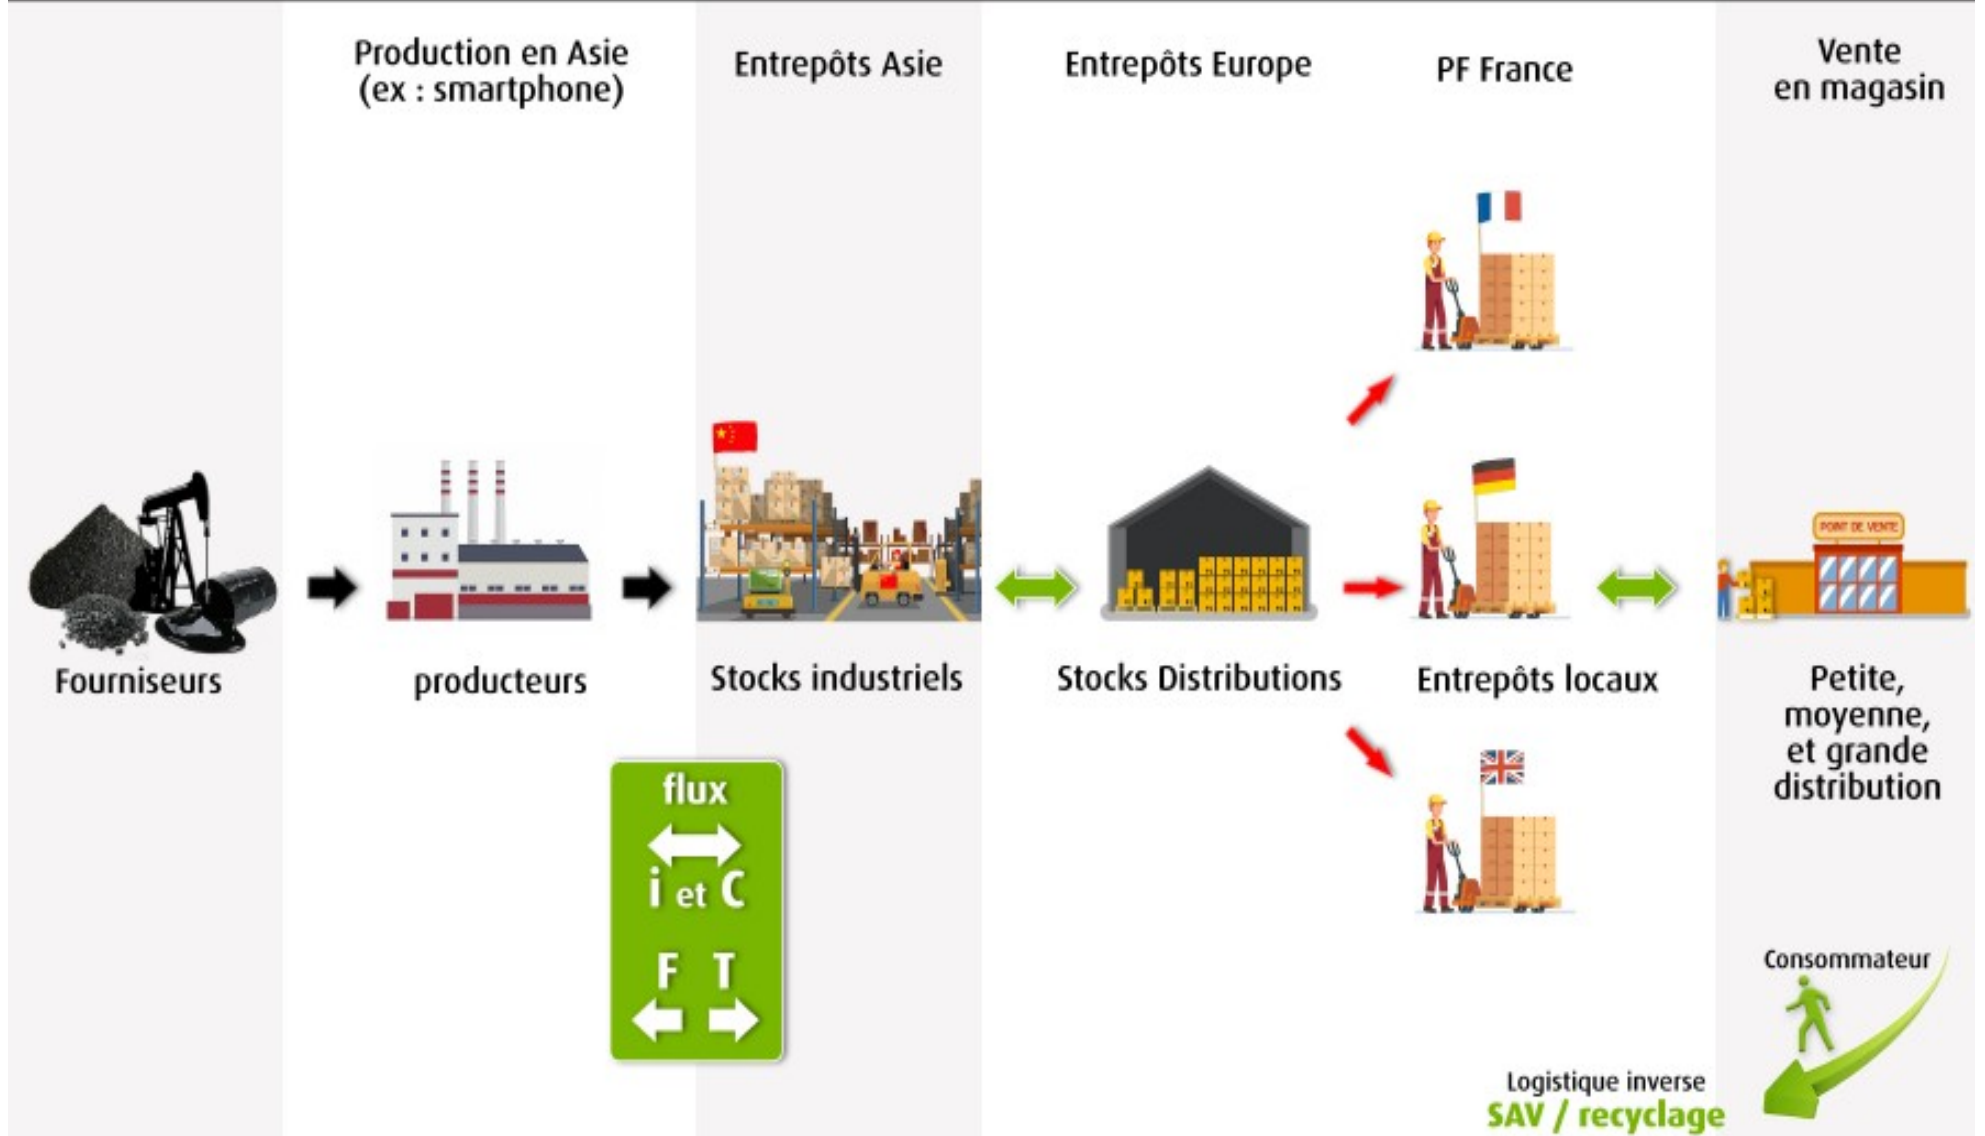 Production en Asie
(ex : smartphone)
Entrepôts Asie
Entrepôts Europe
PF France
Vente
en magasin
POINT DE VENTE
Fourniseurs
producteurs
Stocks industriels
Stocks Distributions
Entrepôts locaux
Petite,
moyenne,
et grande
distribution
flux
i et C
F T
Consommateur
Logistique inverse
SAV / recyclage